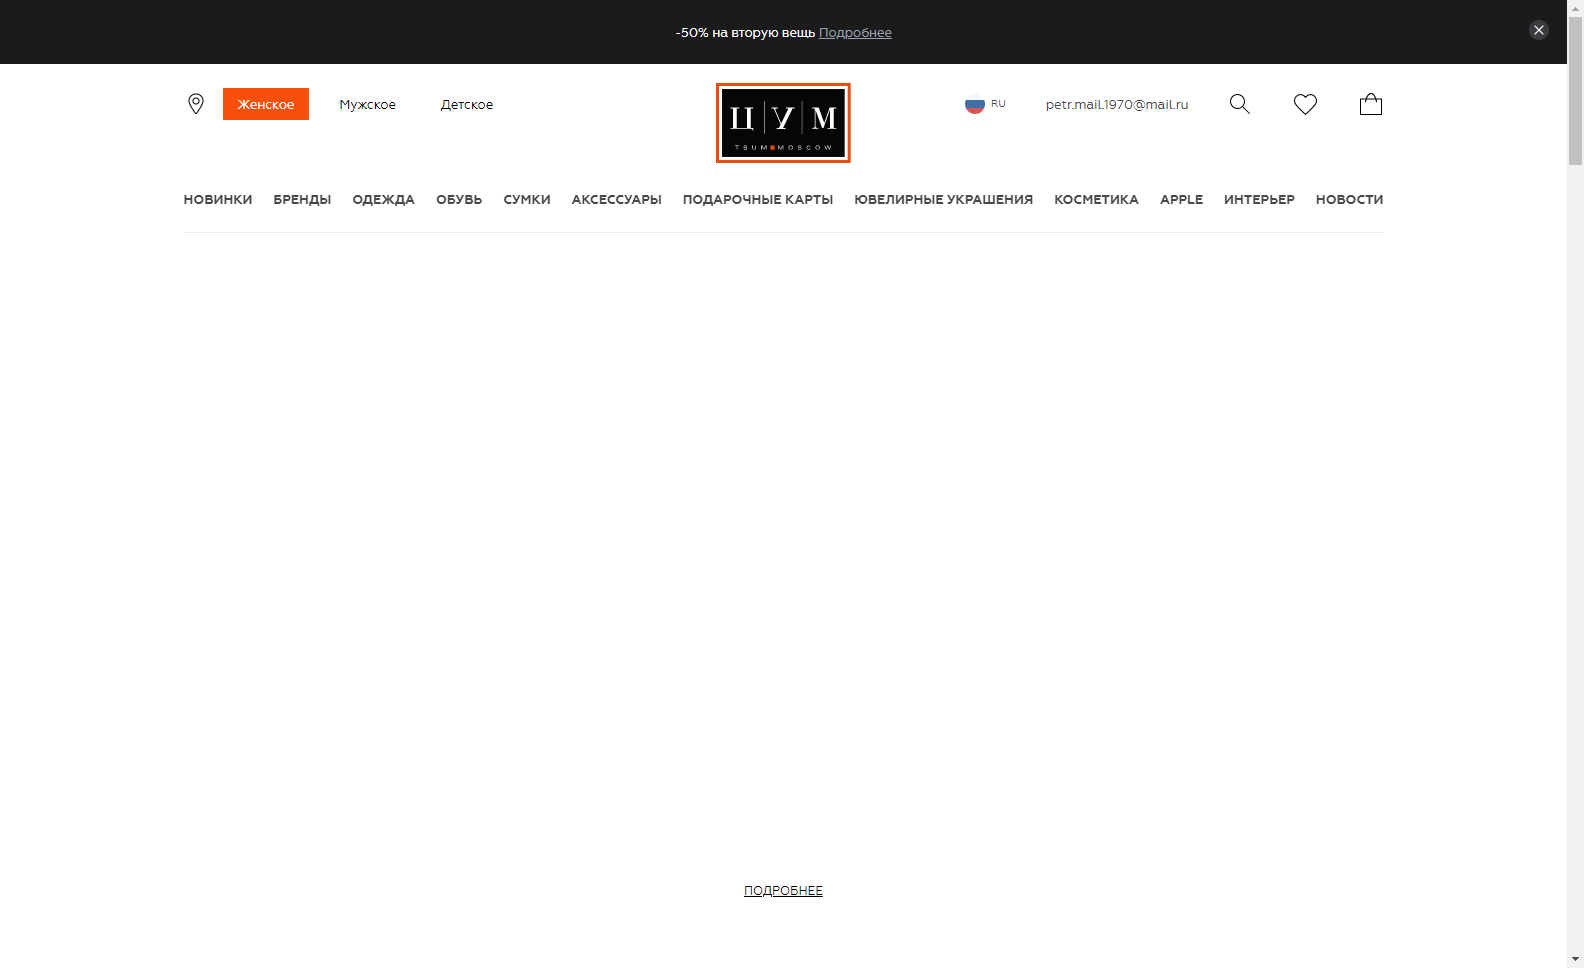 -50% на вторую вещь Подробнее
Женское Мужское Детское
Ц У М
TSUM MOSCOW
RU petr.mail.1970@mail.ru
НОВИНКИ БРЕНДЫ ОДЕЖДА ОБУВЬ СУМКИ АКСЕССУАРЫ ПОДАРОЧНЫЕ КАРТЫ ЮВЕЛИРНЫЕ УКРАШЕНИЯ КОСМЕТИКА APPLE ИНТЕРЬЕР НОВОСТИ
ПОДРОБНЕЕ